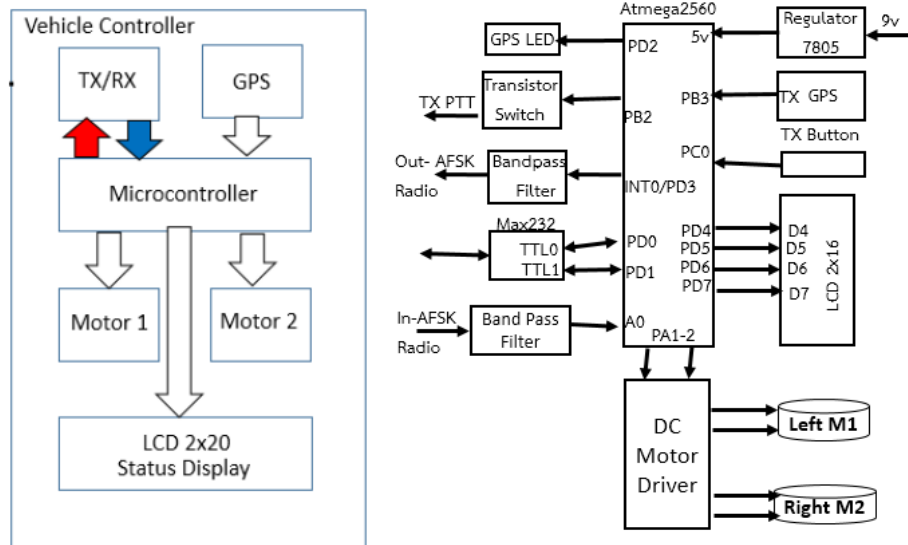 Vehicle Controller
TX/RX
GPS
Microcontroller
Motor 1
Motor 2
LCD 2x20
Status Display
Atmega2560
GPS LED
PD2
5v
Regulator
7805
9v
Transistor
Switch
TX PTT
PB2
PB3
TX GPS
TX Button
PC0
Out- AFSK
Radio
Bandpass
Filter
INT0/PD3
Max232
TTL0
TTL1
PD0
PD1
PD4
PD5
PD6
PD7
D4
D5
D6
D7
LCD 2x16
In-AFSK
Radio
Band Pass
Filter
A0
PA1-2
DC
Motor
Driver
Left M1
Right M2